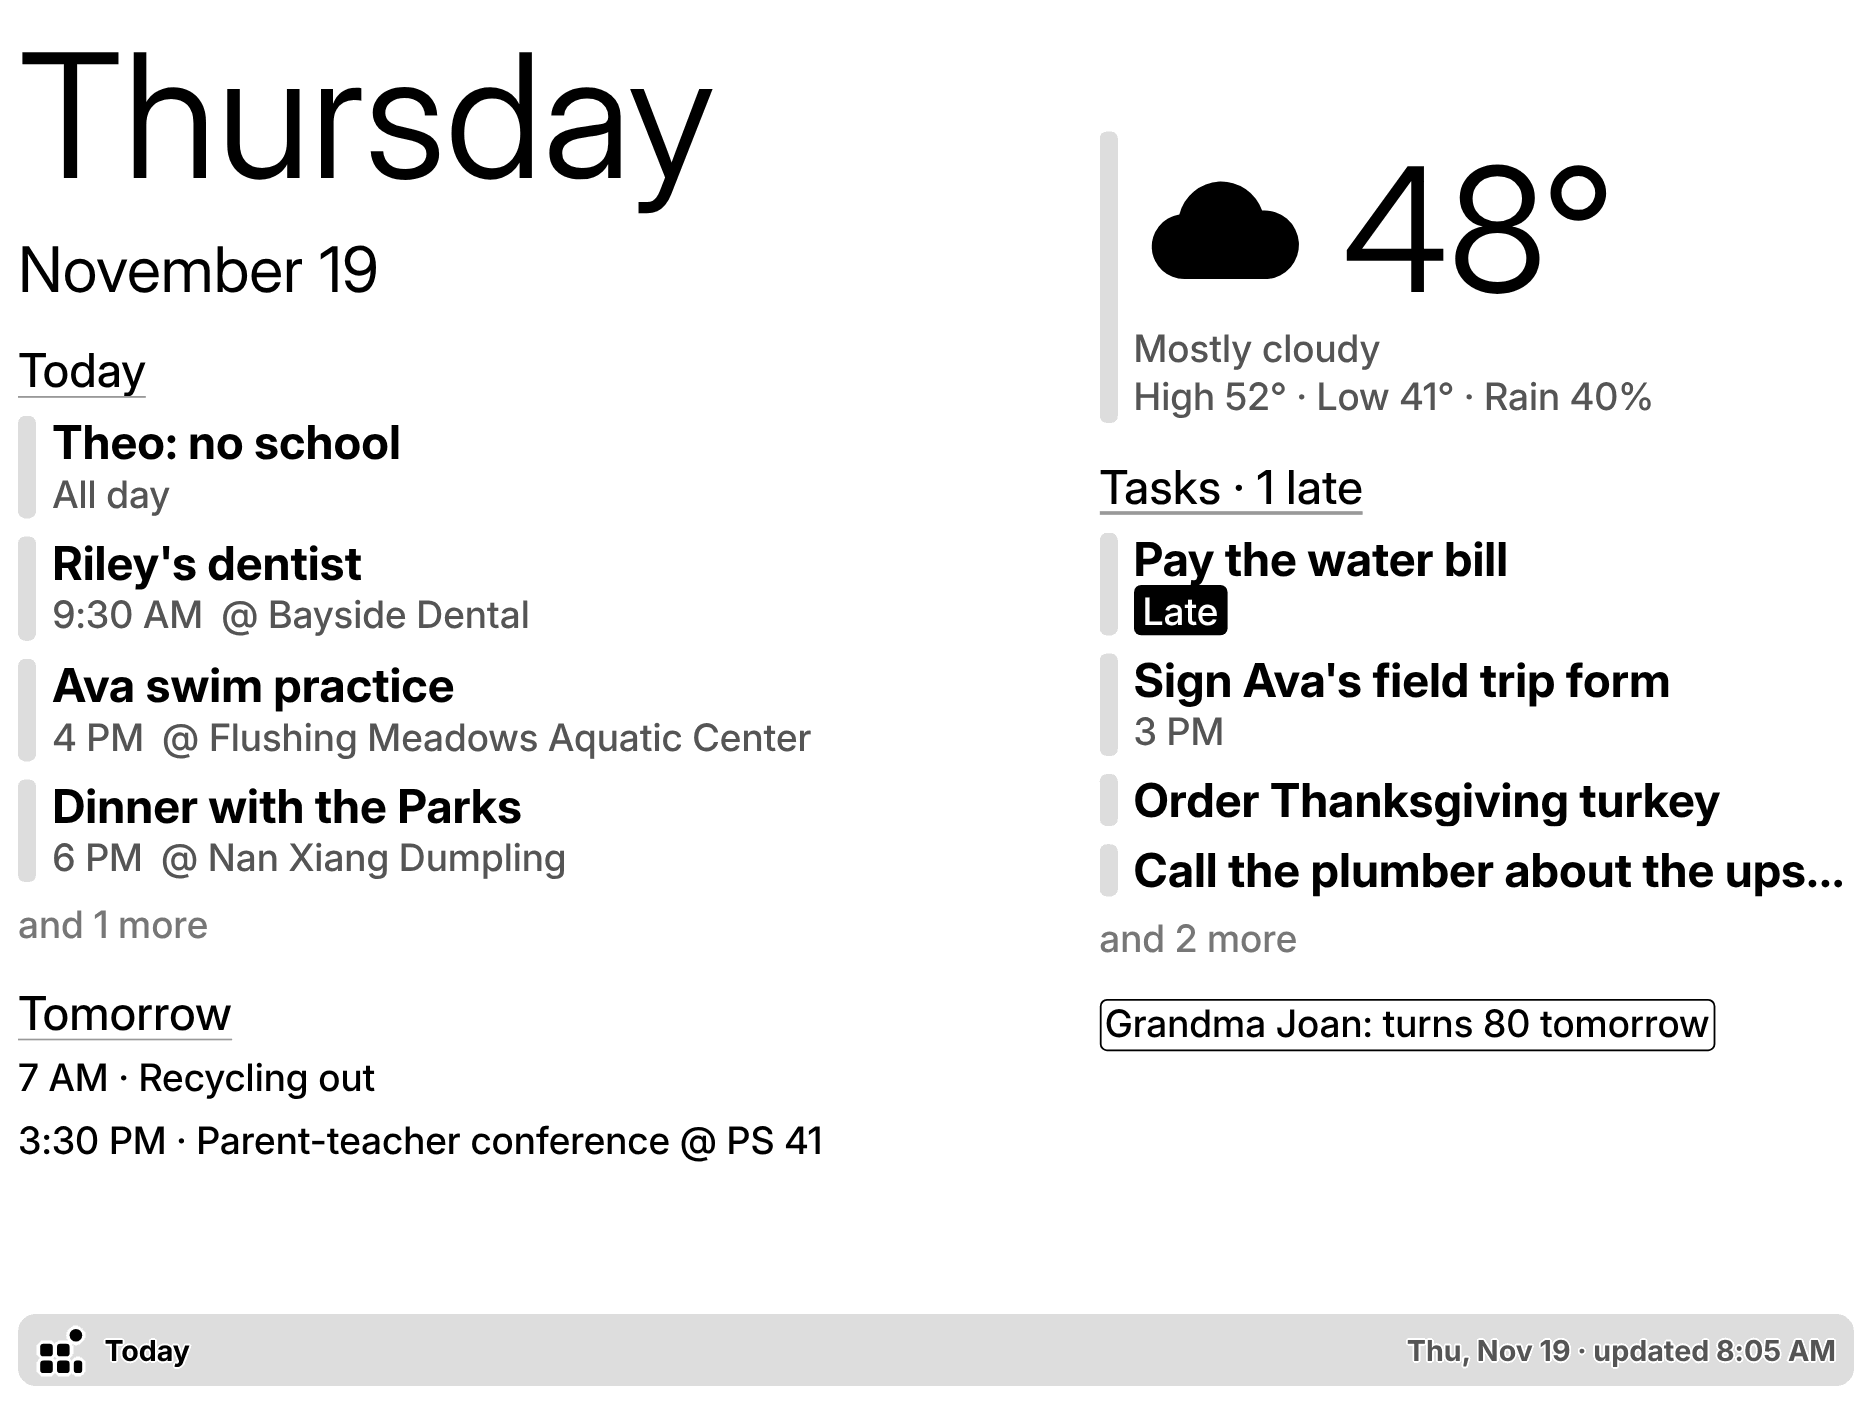 Thursday
November 19
Today
Theo: no school
All day
Riley's dentist
9:30 AM @ Bayside Dental
Ava swim practice
4 PM @ Flushing Meadows Aquatic Center
Dinner with the Parks
6 PM @ Nan Xiang Dumpling
and 1 more
Tomorrow
7 AM · Recycling out
3:30 PM · Parent-teacher conference @ PS 41
48°
Mostly cloudy
High 52° · Low 41° · Rain 40%
Tasks · 1 late
Pay the water bill
Late
Sign Ava's field trip form
3 PM
Order Thanksgiving turkey
Call the plumber about the ups...
and 2 more
Grandma Joan: turns 80 tomorrow
Today
Thu, Nov 19 · updated 8:05 AM